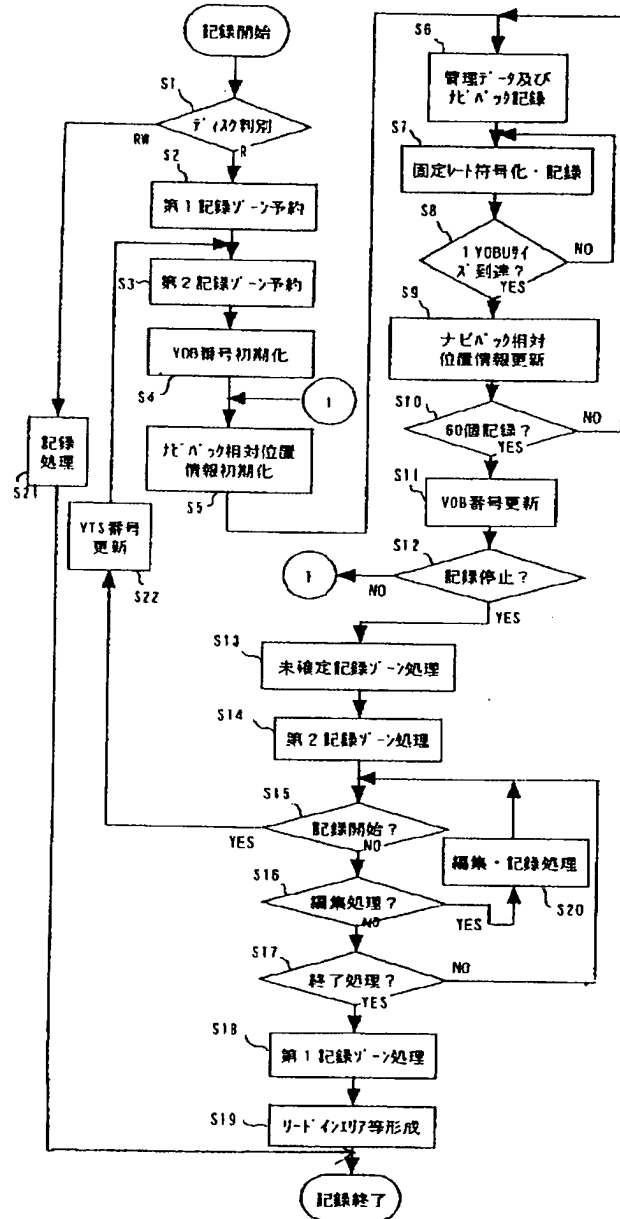 記録開始
S1
ディスク判別
RW
R
S2
第1記録ゾーン予約
S3
第2記録ゾーン予約
VOB番号初期化
S4
1
ナビパック相対位置
情報初期化
S5
S6
管理データ及び
ナビパック記録
S7
固定レート符号化・記録
S8
1VOBUサイ
ズ到達?
NO
YES
S9
ナビパック相対
位置情報更新
S10
60個記録?
NO
YES
S11
VOB番号更新
S12
記録停止?
1
NO
YES
記録
処理
S21
VTS番号
更新
S22
S13
未確定記録ゾーン処理
S14
第2記録ゾーン処理
S15
記録開始?
YES
NO
S16
編集処理?
YES
NO
編集・記録処理
S20
S17
終了処理?
NO
YES
S18
第1記録ゾーン処理
S19
リードインエリア等形成
記録終了